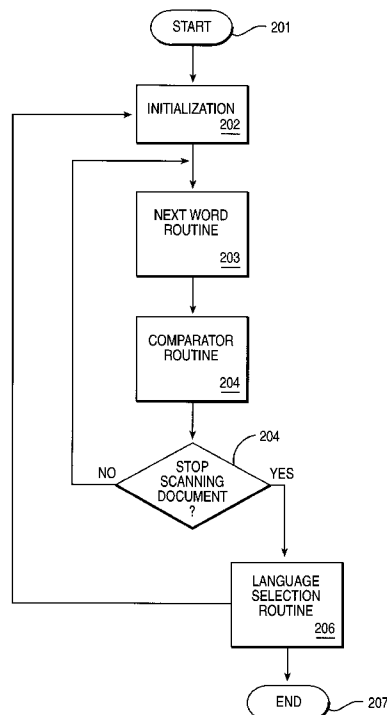 START
201
INITIALIZATION
202
NEXT WORD
ROUTINE
203
COMPARATOR
ROUTINE
204
204
NO
STOP
SCANNING
DOCUMENT
?
YES
LANGUAGE
SELECTION
ROUTINE
206
END
207